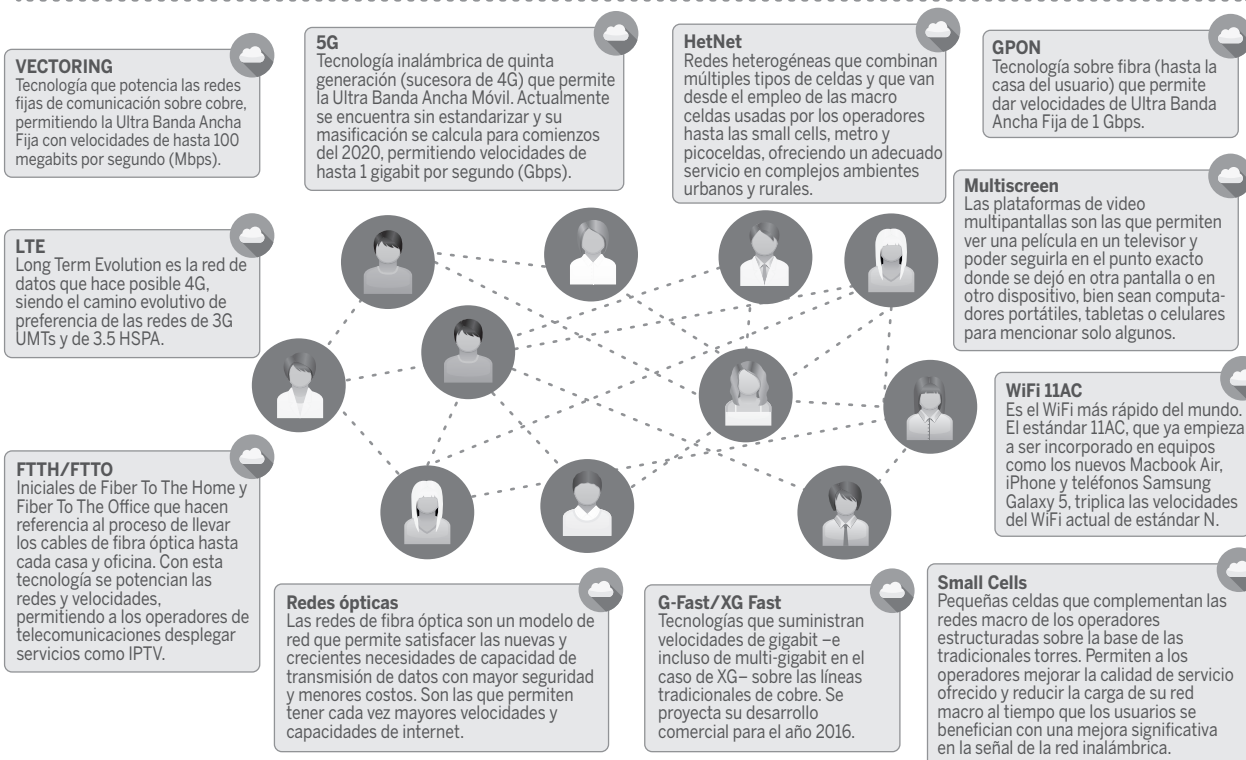 VECTORING
Tecnología que potencia las redes
fijas de comunicación sobre cobre,
permitiendo la Ultra Banda Ancha
Fija con velocidades de hasta 100
megabits por segundo (Mbps).
5G
Tecnología inalámbrica de quinta
generación (sucesora de 4G) que permite
la Ultra Banda Ancha Móvil. Actualmente
se encuentra sin estandarizar y su
masificación se calcula para comienzos
del 2020, permitiendo velocidades de
hasta 1 gigabit por segundo (Gbps).
HetNet
Redes heterogéneas que combinan
múltiples tipos de celdas y que van
desde el empleo de las macro
celdas usadas por los operadores
hasta las small cells, metro y
picoceldas, ofreciendo un adecuado
servicio en complejos ambientes
urbanos y rurales.
GPON
Tecnología sobre fibra (hasta la
casa del usuario) que permite
dar velocidades de Ultra Banda
Ancha Fija de 1 Gbps.
Multiscreen
Las plataformas de video
multipantallas son las que permiten
ver una película en un televisor y
poder seguirla en el punto exacto
donde se dejó en otra pantalla o en
otro dispositivo, bien sean computa-
dores portátiles, tabletas o celulares
para mencionar solo algunos.
LTE
Long Term Evolution es la red de
datos que hace posible 4G,
siendo el camino evolutivo de
preferencia de las redes de 3G
UMTs y de 3.5 HSPA.
WiFi 11AC
Es el WiFi más rápido del mundo.
El estándar 11AC, que ya empieza
a ser incorporado en equipos
como los nuevos Macbook Air,
iPhone y teléfonos Samsung
Galaxy 5, triplica las velocidades
del WiFi actual de estándar N.
FTTH/FTTO
Iniciales de Fiber To The Home y
Fiber To The Office que hacen
referencia al proceso de llevar
los cables de fibra óptica hasta
cada casa y oficina. Con esta
tecnología se potencian las
redes y velocidades,
permitiendo a los operadores de
telecomunicaciones desplegar
servicios como IPTV.
Redes ópticas
Las redes de fibra óptica son un modelo de
red que permite satisfacer las nuevas y
crecientes necesidades de capacidad de
transmisión de datos con mayor seguridad
y menores costos. Son las que permiten
tener cada vez mayores velocidades y
capacidades de internet.
G-Fast/XG Fast
Tecnologías que suministran
velocidades de gigabit –e
incluso de multi-gigabit en el
caso de XG– sobre las líneas
tradicionales de cobre. Se
proyecta su desarrollo
comercial para el año 2016.
Small Cells
Pequeñas celdas que complementan las
redes macro de los operadores
estructuradas sobre la base de las
tradicionales torres. Permiten a los
operadores mejorar la calidad de servicio
ofrecido y reducir la carga de su red
macro al tiempo que los usuarios se
benefician con una mejora significativa
en la señal de la red inalámbrica.